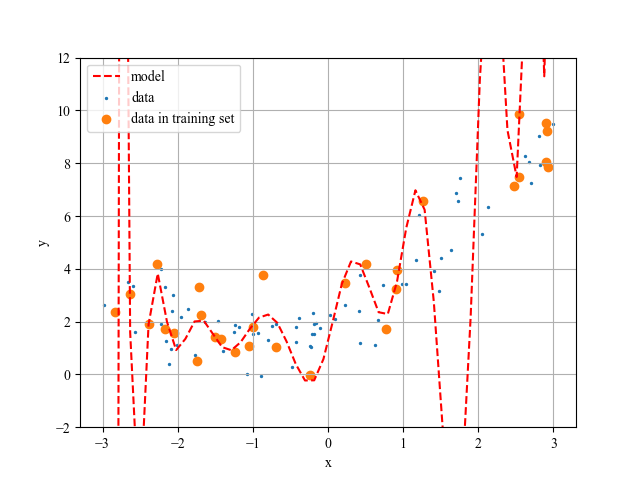 12
10
8
6
4
2
0
−2
y
model
data
data in training set
−3 −2 −1 0 1 2 3
x